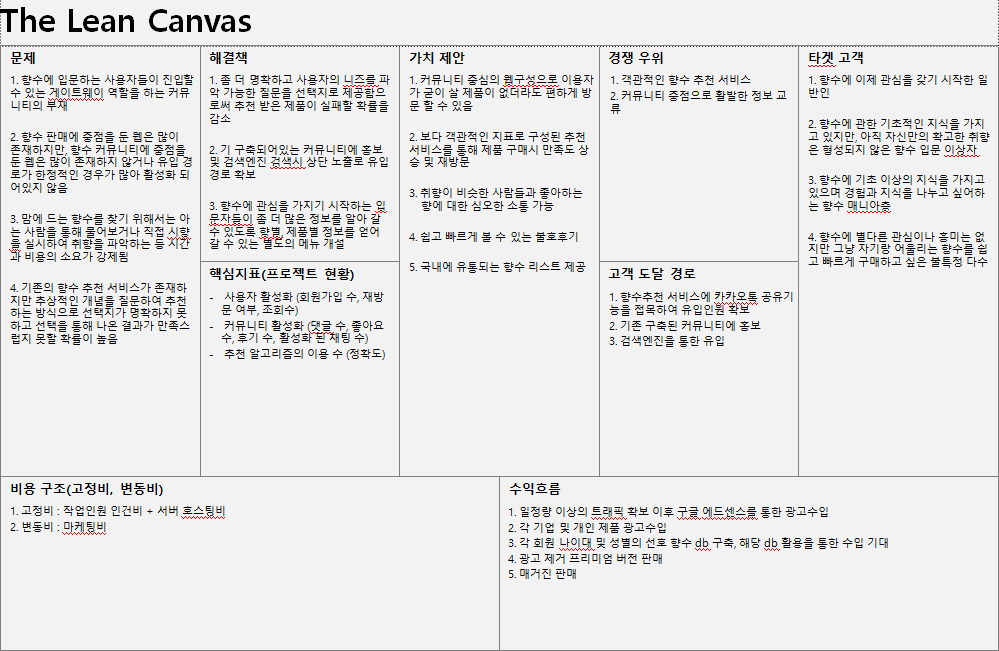 The Lean Canvas
문제
1. 향수에 입문하는 사용자들이 진입할
수 있는 게이트웨이 역할을 하는 커뮤
니티의 부재
2. 향수 판매에 중점을 둔 웹은 많이
존재하지만, 향수 커뮤니티에 중점을
둔 웹은 많이 존재하지 않거나 유입 경
로가 한정적인 경우가 많아 활성화 되
어있지 않음
3. 맘에 드는 향수를 찾기 위해서는 아
는 사람을 통해 물어보거나 직접 시향
을 실시하여 취향을 파악하는 등 시간
과 비용의 소요가 강제됨
4. 기존의 향수 추천 서비스가 존재하
지만 추상적인 개념을 질문하여 추천
하는 방식으로 선택지가 명확하지 못
하고 선택을 통해 나온 결과가 만족스
럽지 못할 확률이 높음
해결책
1. 좀 더 명확하고 사용자의 니즈를 파
악 가능한 질문을 선택지로 제공함으
로써 추천 받은 제품이 실패할 확률을
감소
2. 기 구축되어있는 커뮤니티에 홍보
및 검색엔진 검색시 상단 노출로 유입
경로 확보
3. 향수에 관심을 가지기 시작하는 입
문자들이 좀 더 많은 정보를 알아 갈
수 있도록 향별, 제품별 정보를 얻어
갈 수 있는 별도의 메뉴 개설
핵심지표(프로젝트 현황)
- 사용자 활성화 (회원가입 수, 재방
문 여부, 조회수)
- 커뮤니티 활성화 (댓글 수, 좋아요
수, 후기 수, 활성화 된 채팅 수)
- 추천 알고리즘의 이용 수 (정확도)
가치 제안
1. 커뮤니티 중심의 웹구성으로 이용자
가 굳이 살 제품이 없더라도 편하게 방
문 할 수 있음
2. 보다 객관적인 지표로 구성된 추천
서비스를 통해 제품 구매시 만족도 상
승 및 재방문
3. 취향이 비슷한 사람들과 좋아하는
향에 대한 심오한 소통 가능
4. 쉽고 빠르게 볼 수 있는 불호후기
5. 국내에 유통되는 향수 리스트 제공
경쟁 우위
1. 객관적인 향수 추천 서비스
2. 커뮤니티 중점으로 활발한 정보 교
류
고객 도달 경로
1. 향수추천 서비스에 카카오톡 공유기
능을 접목하여 유입인원 확보
2. 기존 구축된 커뮤니티에 홍보
3. 검색엔진을 통한 유입
타겟 고객
1. 향수에 이제 관심을 갖기 시작한 일
반인
2. 향수에 관한 기초적인 지식을 가지
고 있지만, 아직 자신만의 확고한 취향
은 형성되지 않은 향수 입문 이상자
3. 향수에 기초 이상의 지식을 가지고
있으며 경험과 지식을 나누고 싶어하
는 향수 매니아층
4. 향수에 별다른 관심이나 흥미는 없
지만 그냥 자기랑 어울리는 향수를 쉽
고 빠르게 구매하고 싶은 불특정 다수
비용 구조(고정비, 변동비)
1. 고정비 : 작업인원 인건비 + 서버 호스팅비
2. 변동비 : 마케팅비
수익흐름
1. 일정량 이상의 트래픽 확보 이후 구글 에드센스를 통한 광고수입
2. 각 기업 및 개인 제품 광고수입
3. 각 회원 나이대 및 성별의 선호 향수 db 구축, 해당 db 활용을 통한 수입 기대
4. 광고 제거 프리미엄 버전 판매
5. 매거진 판매